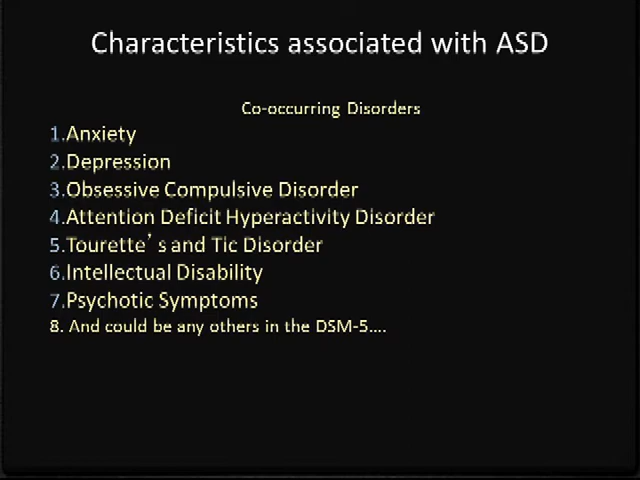 Characteristics associated with ASD
Co-occurring Disorders
1.Anxiety
2.Depression
3.Obsessive Compulsive Disorder
4.Attention Deficit Hyperactivity Disorder
5.Tourette’s and Tic Disorder
6.Intellectual Disability
7.Psychotic Symptoms
8. And could be any others in the DSM-5....